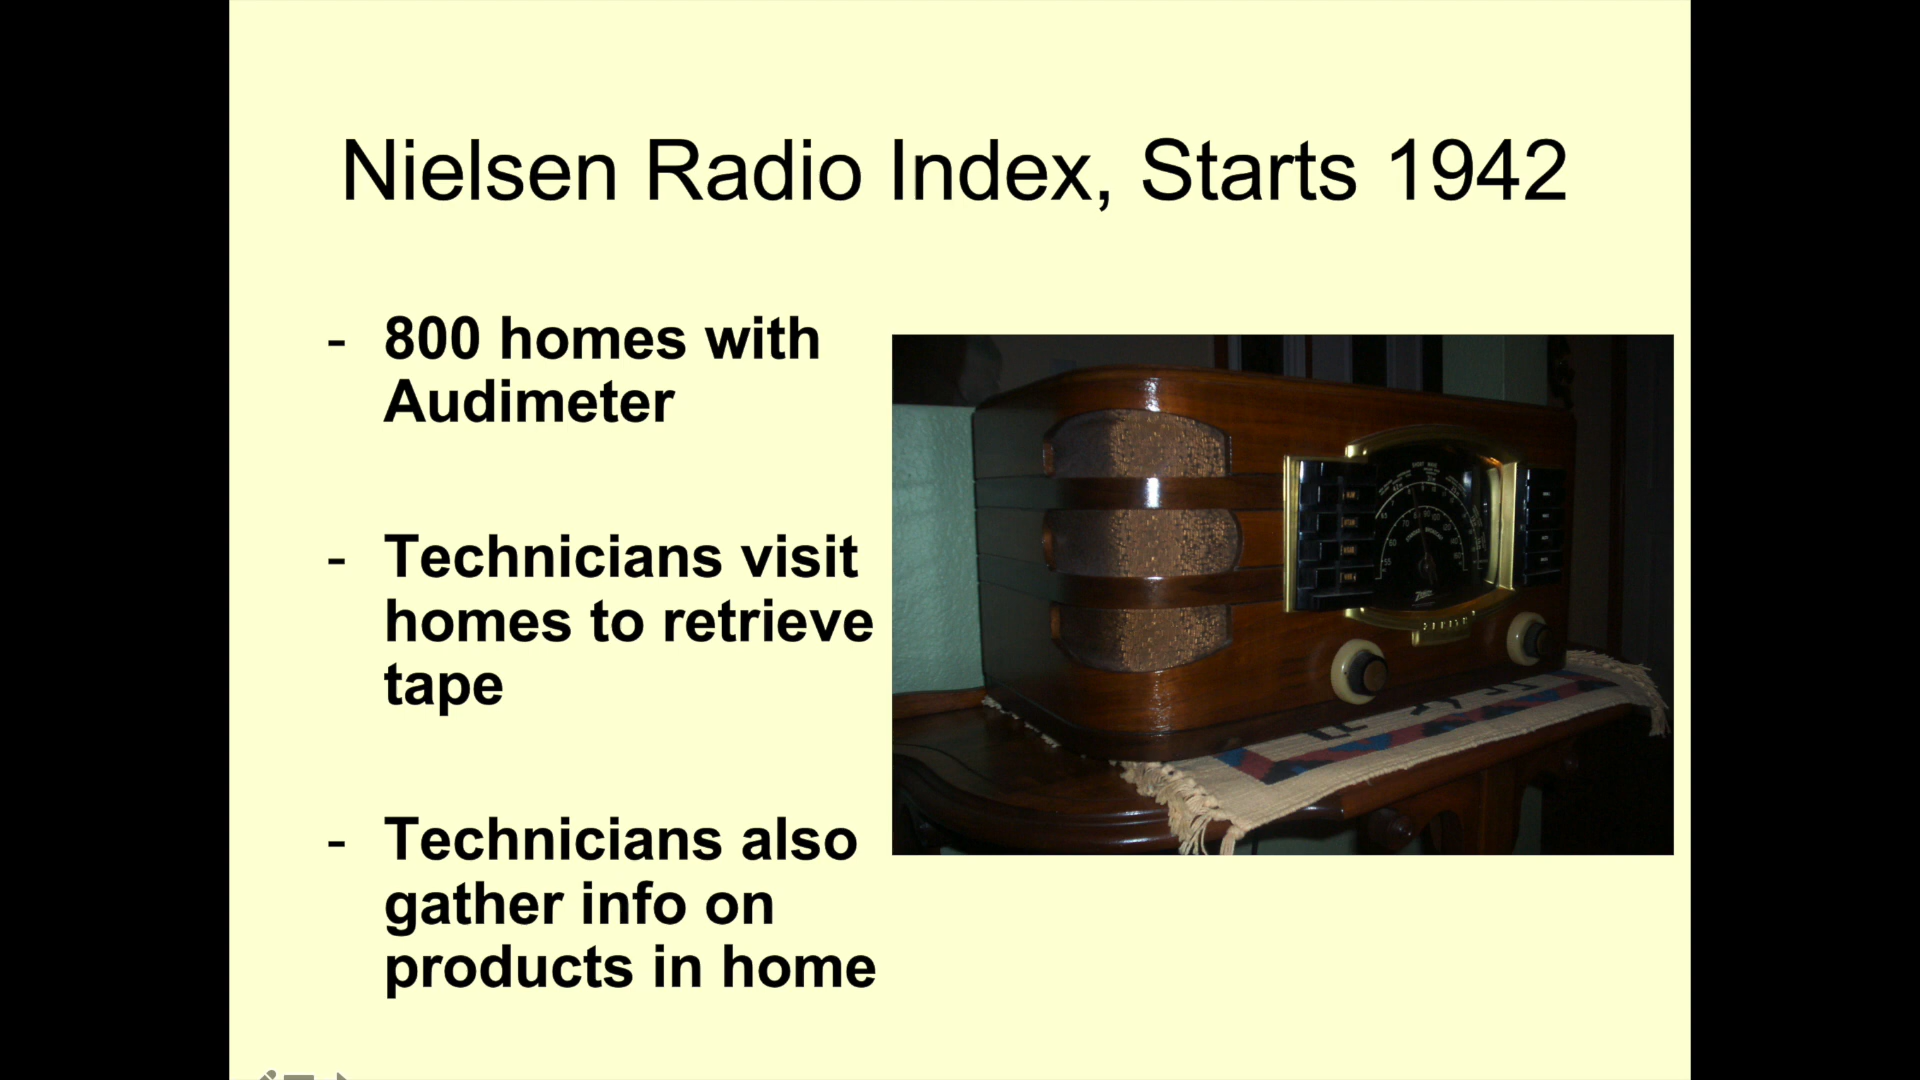 Nielsen Radio Index, Starts 1942
- 800 homes with
Audimeter
- Technicians visit
homes to retrieve
tape
- Technicians also
gather info on
products in home
ZENITH